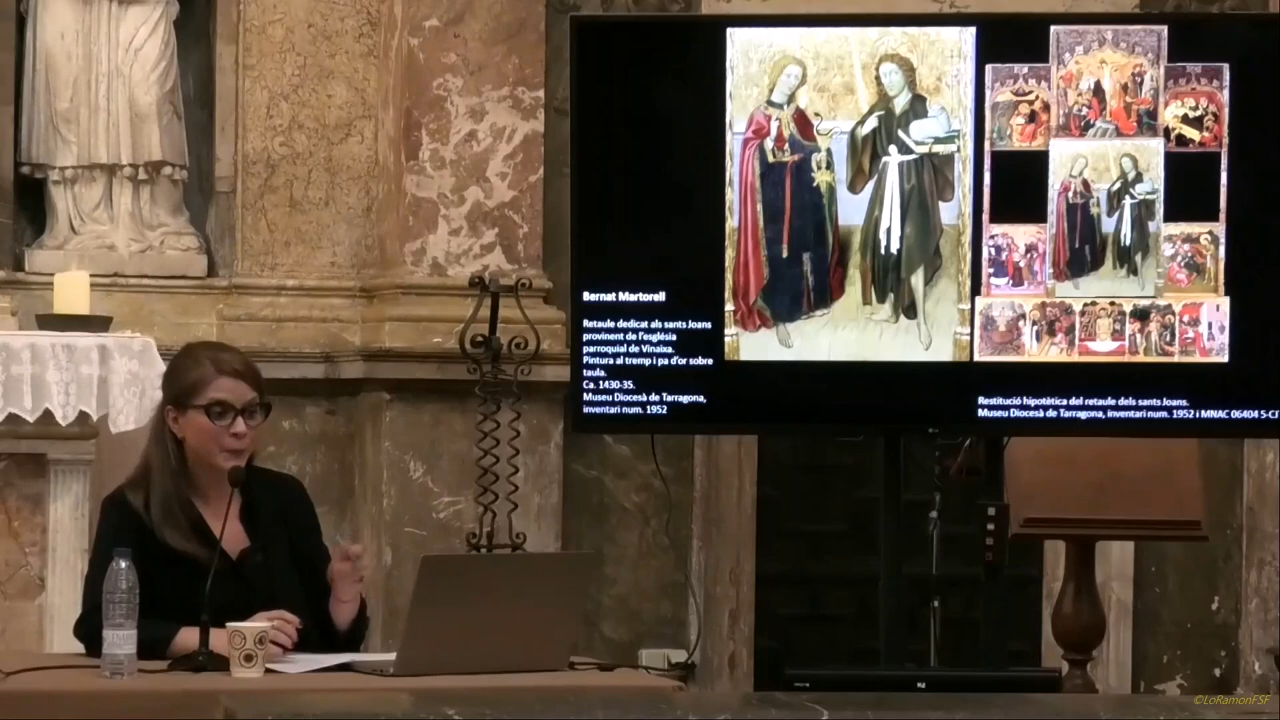 Bernat Martorell
Retaule dedicat als sants Joans
provinent de l'església
parroquial de Vinaixa.
Pintura al tremp i pa d'or sobre
taula.
Ca. 1430-35.
Museu Diocesà de Tarragona,
inventari num. 1952
Restitució hipotètica del retaule dels sants Joans.
Museu Diocesà de Tarragona, inventari num. 1952 i MNAC 06404 5-CJT
©LoRamonFSF